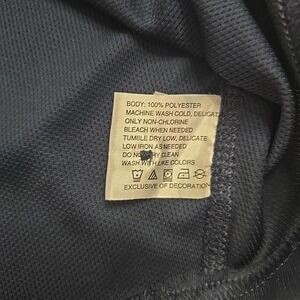 BODY: 100% POLYESTER
MACHINE WASH COLD, DELICAT
ONLY NON-CHLORINE
BLEACH WHEN NEEDED
TUMBLE DRY LOW, DELICATE
LOW IRON AS NEEDED
DO NOT DRY CLEAN
WASH WITH LIKE COLORS
EXCLUSIVE OF DECORATION